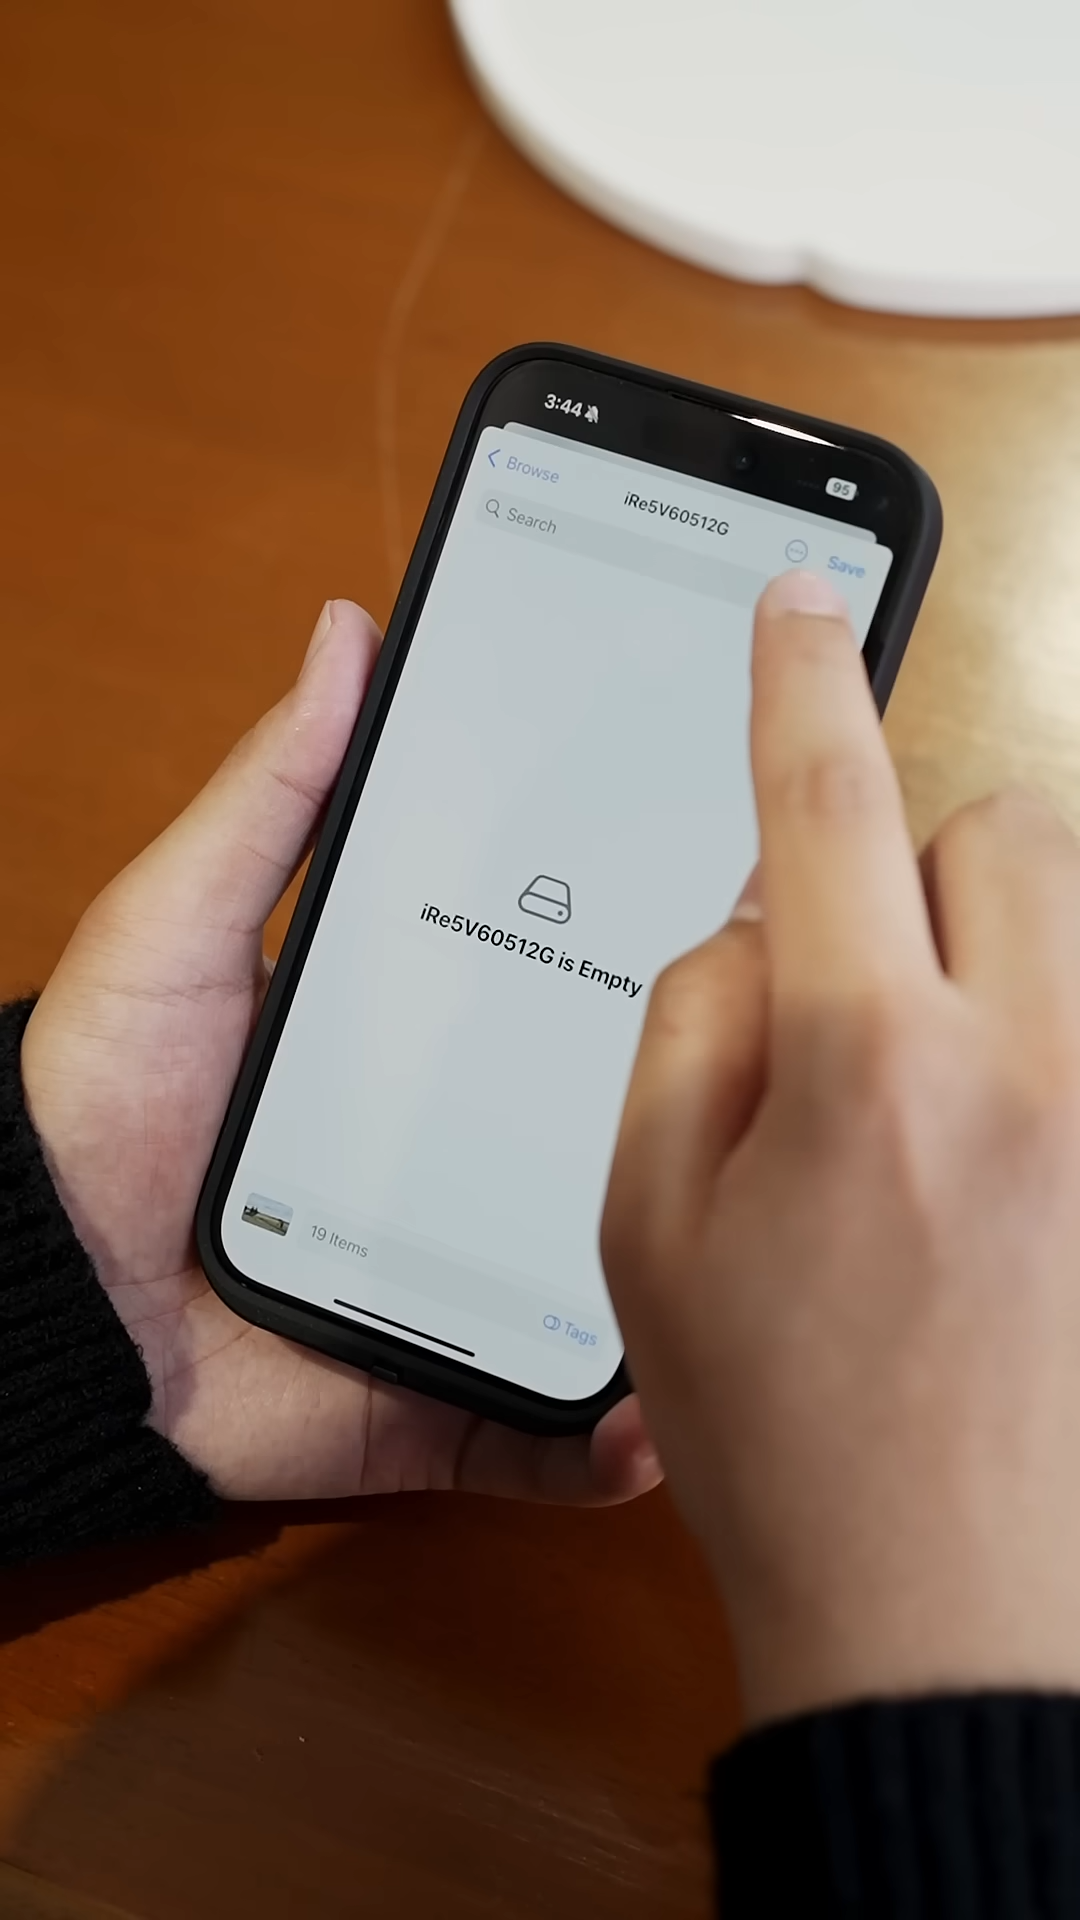 3:44
95
Browse
iRe5V60512G
Save
Search
iRe5V60512G is Empty
19 Items
Tags